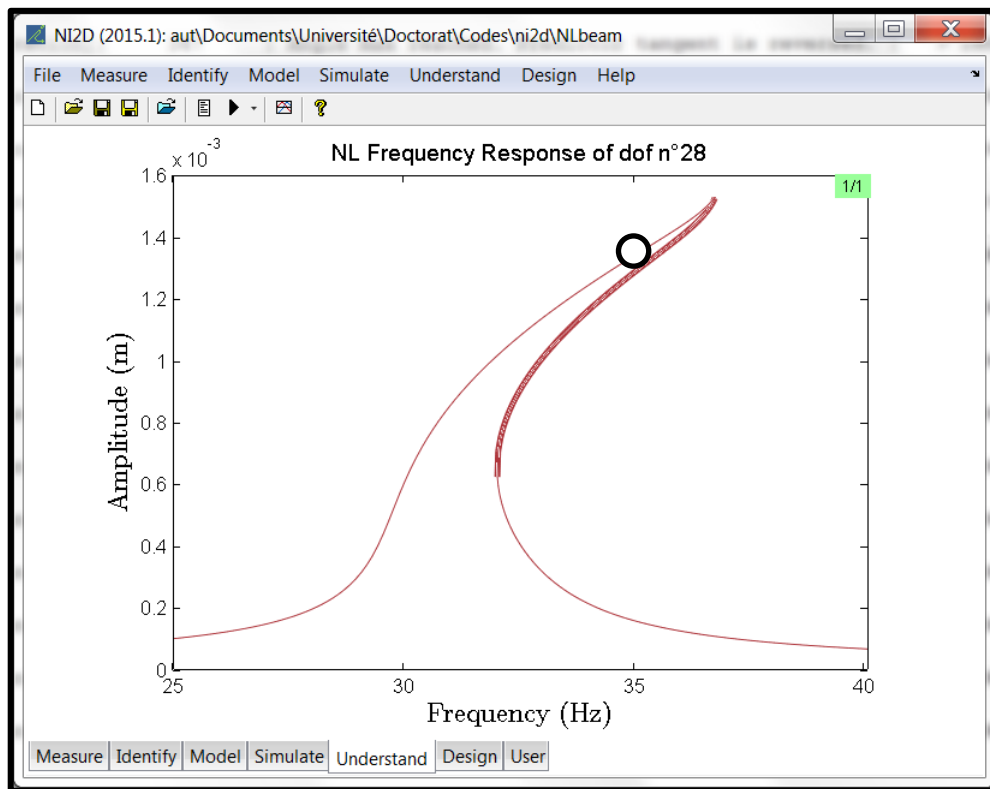 NI2D (2015.1): aut\Documents\Université\Doctorat\Codes\ni2d\NLbeam
tangent is reversed.
File Measure Identify Model Simulate Understand Design Help
NL Frequency Response of dof n°28
x 10^-3
1/1
1.6
1.4
1.2
1
0.8
0.6
0.4
0.2
0
Amplitude (m)
25 30 35 40
Frequency (Hz)
Measure Identify Model Simulate Understand Design User